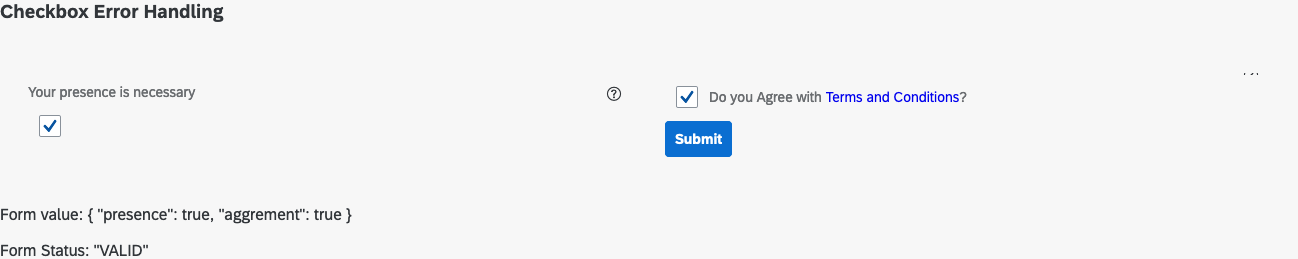 Checkbox Error Handling
Your presence is necessary
Do you Agree with Terms and Conditions?
Submit
Form value: { "presence": true, "aggrement": true }
Form Status: "VALID"